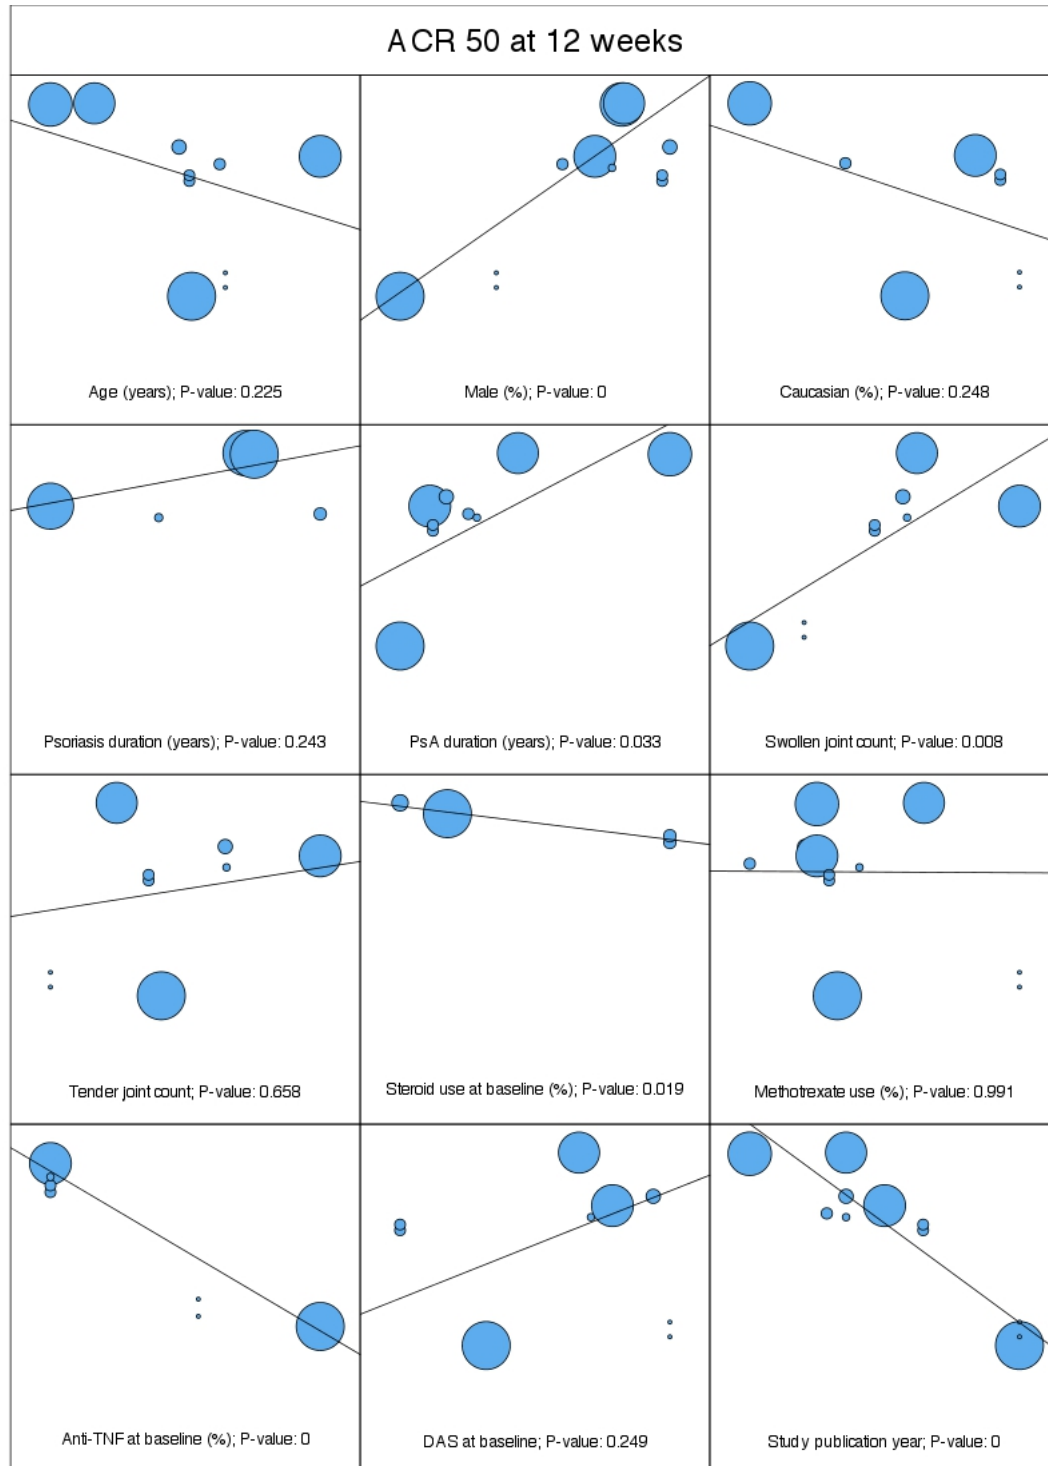 ACR 50 at 12 weeks
Age (years); P-value: 0.225
Male (%); P-value: 0
Caucasian (%); P-value: 0.248
Psoriasis duration (years); P-value: 0.243
PsA duration (years); P-value: 0.033
Swollen joint count; P-value: 0.008
Tender joint count; P-value: 0.658
Steroid use at baseline (%); P-value: 0.019
Methotrexate use (%); P-value: 0.991
Anti-TNF at baseline (%); P-value: 0
DAS at baseline; P-value: 0.249
Study publication year; P-value: 0